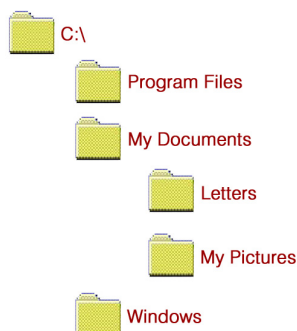 C:\
Program Files
My Documents
Letters
My Pictures
Windows